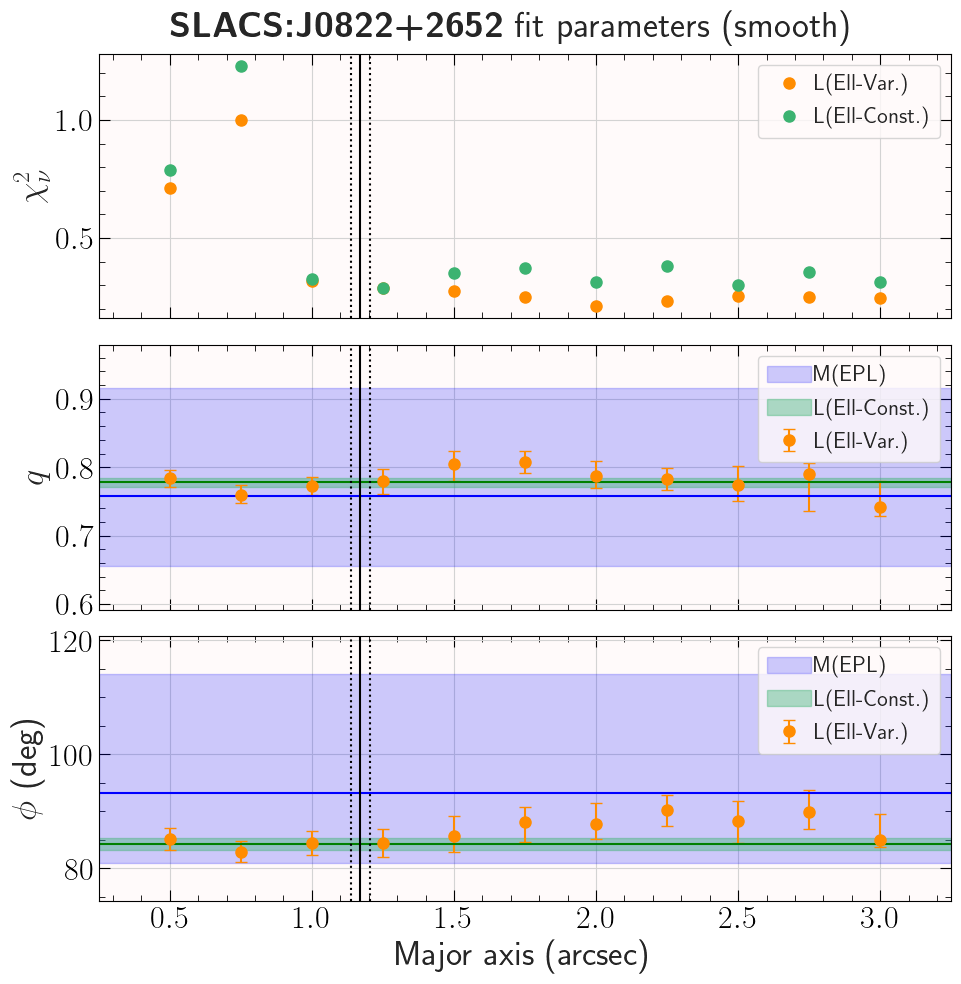 SLACS:J0822+2652 fit parameters (smooth)
L(Ell-Var.)
L(Ell-Const.)
1.0
0.5
χ²ᵥ
M(EPL)
L(Ell-Const.)
L(Ell-Var.)
0.9
0.8
0.7
0.6
q
M(EPL)
L(Ell-Const.)
L(Ell-Var.)
120
100
80
ϕ (deg)
0.5 1.0 1.5 2.0 2.5 3.0
Major axis (arcsec)